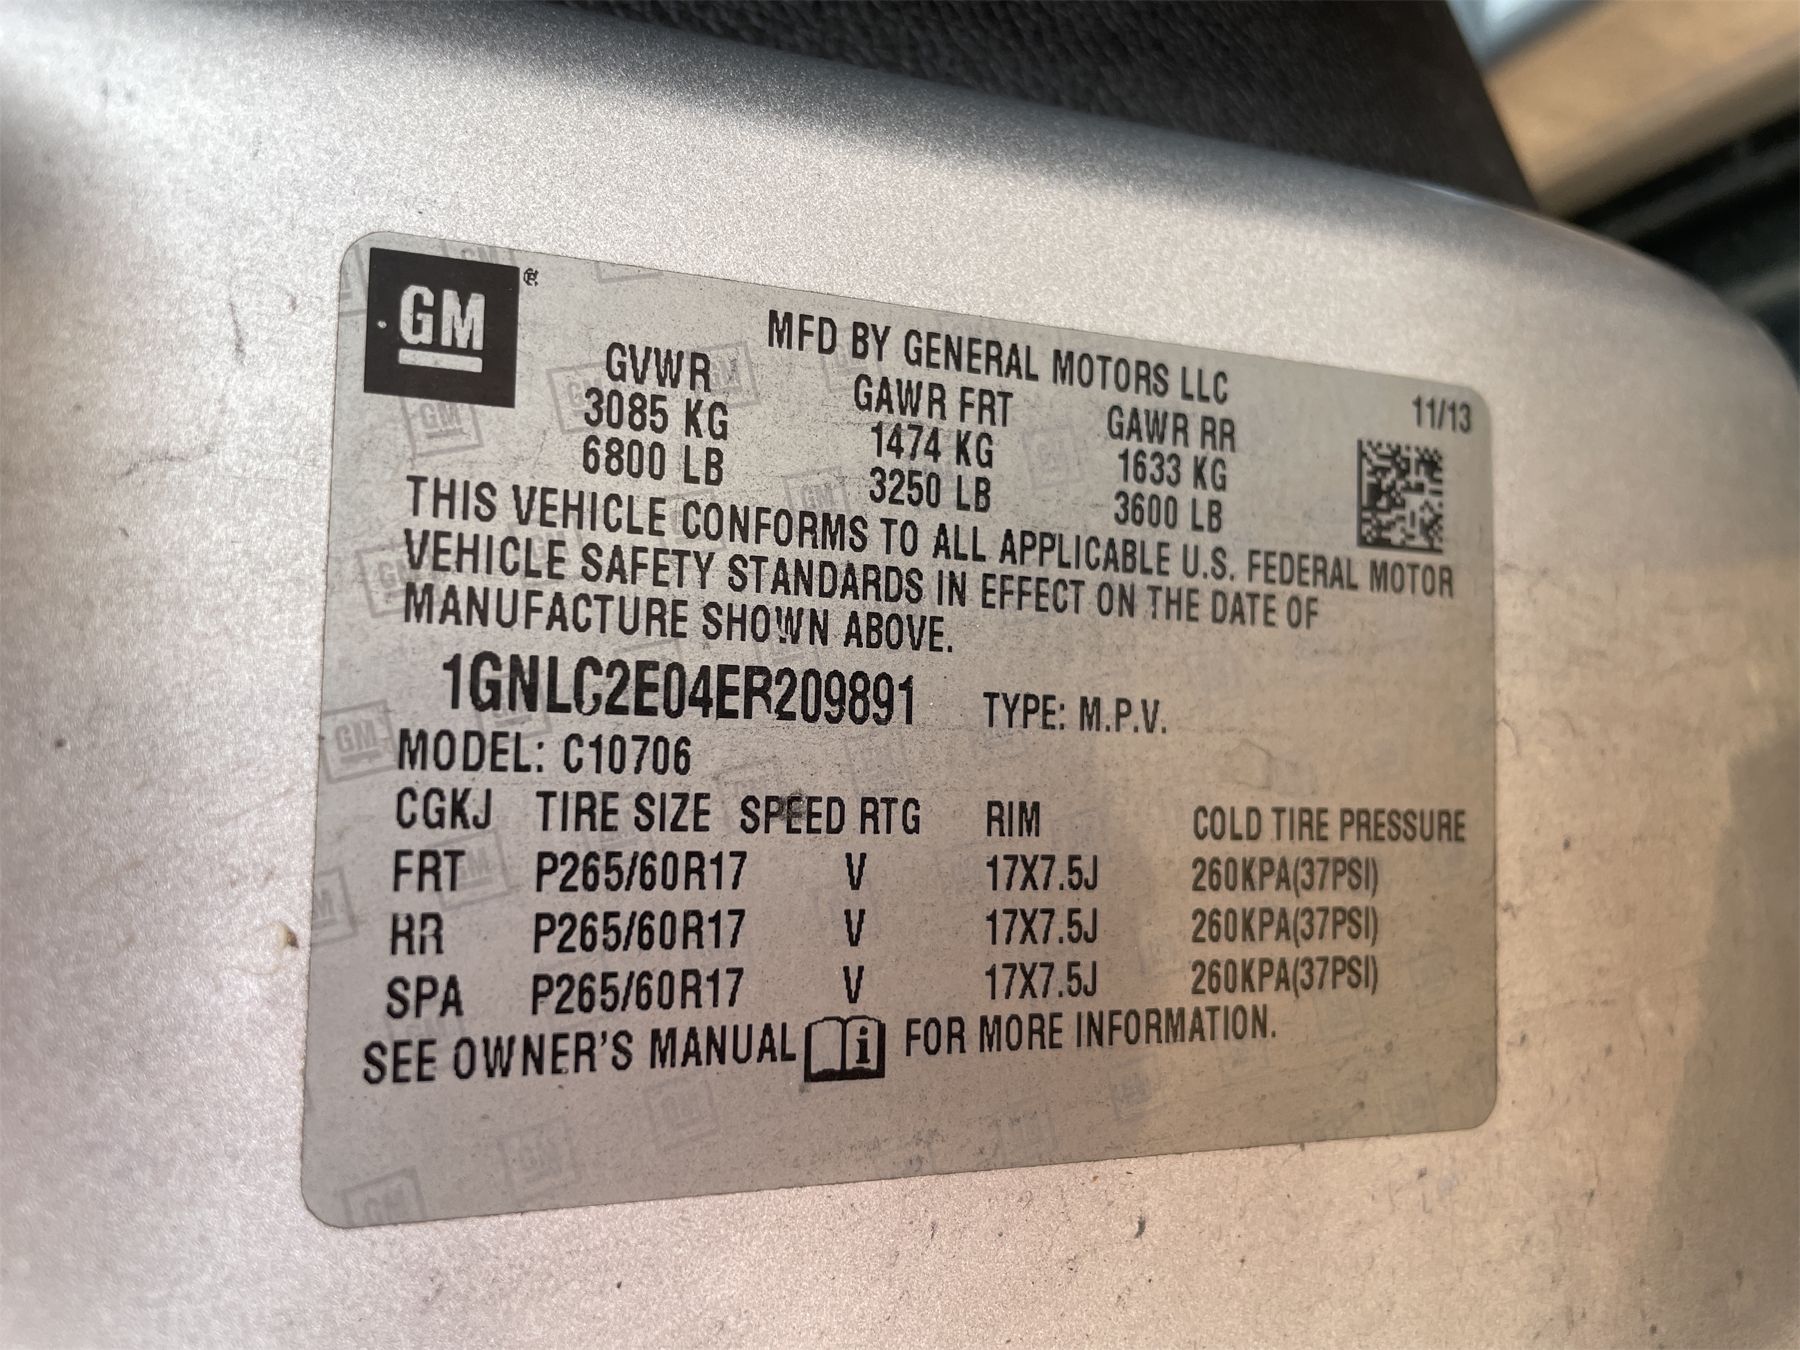 GM®
MFD BY GENERAL MOTORS LLC
GVWR GAWR FRT GAWR RR 11/13
3085 KG 1474 KG 1633 KG
6800 LB 3250 LB 3600 LB
THIS VEHICLE CONFORMS TO ALL APPLICABLE U.S. FEDERAL MOTOR
VEHICLE SAFETY STANDARDS IN EFFECT ON THE DATE OF
MANUFACTURE SHOWN ABOVE.
1GNLC2E04ER209891 TYPE: M.P.V.
MODEL: C10706
CGKJ TIRE SIZE SPEED RTG RIM COLD TIRE PRESSURE
FRT P265/60R17 V 17X7.5J 260KPA(37PSI)
RR P265/60R17 V 17X7.5J 260KPA(37PSI)
SPA P265/60R17 V 17X7.5J 260KPA(37PSI)
SEE OWNER'S MANUAL i FOR MORE INFORMATION.